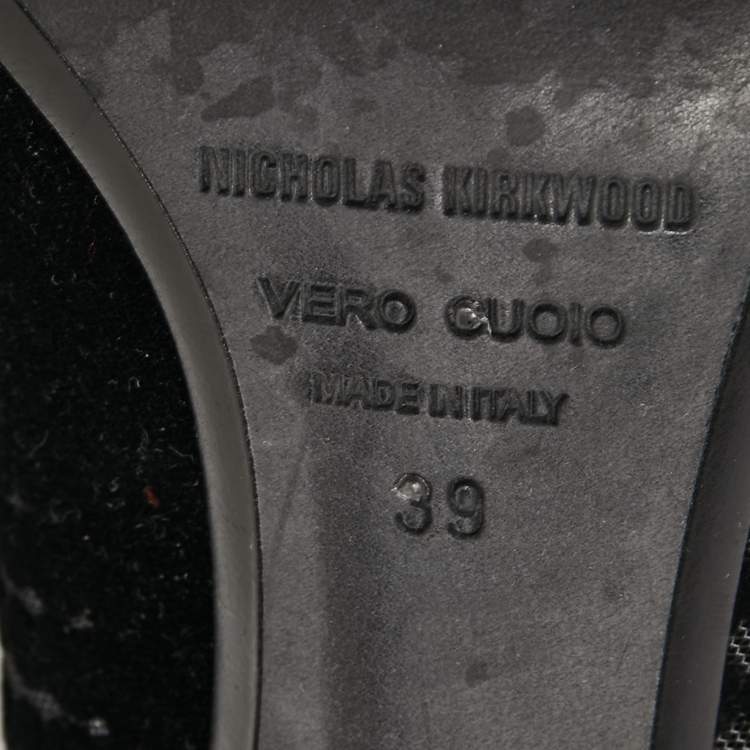 NICHOLAS KIRKWOOD
VERO CUOIO
MADE IN ITALY
39